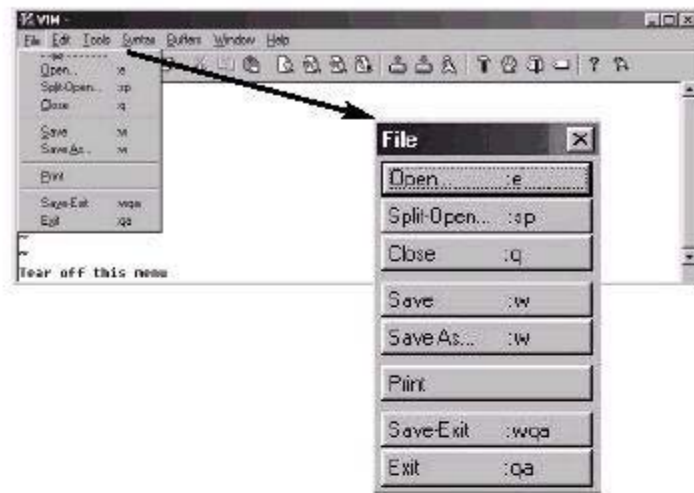 VIM -
File Edit Tools Syntax Buffers Window Help
Open... :e
Split-Open... :sp
Close :q
Save :w
Save As... :w
Print
Save-Exit :wqa
Exit :qa
~
~
Tear off this menu
File
Open... :e
Split-Open... :sp
Close :q
Save :w
Save As... :w
Print
Save-Exit :wqa
Exit :qa